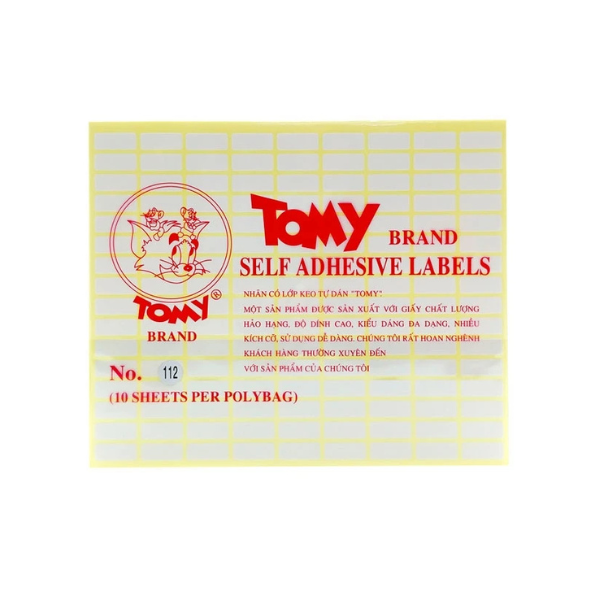 TOMY BRAND
SELF ADHESIVE LABELS
NHÃN CÓ LỚP KEO TỰ DÁN "TOMY".
MỘT SẢN PHẨM ĐƯỢC SẢN XUẤT VỚI GIẤY CHẤT LƯỢNG
HẢO HẠNG, ĐỘ DÍNH CAO, KIỂU DÁNG ĐA DẠNG, NHIỀU
KÍCH CỠ, SỬ DỤNG DỄ DÀNG. CHÚNG TÔI RẤT HOAN NGHÊNH
KHÁCH HÀNG THƯỜNG XUYÊN ĐẾN
VỚI SẢN PHẨM CỦA CHÚNG TÔI
TOMY®
BRAND
No. 112
(10 SHEETS PER POLYBAG)